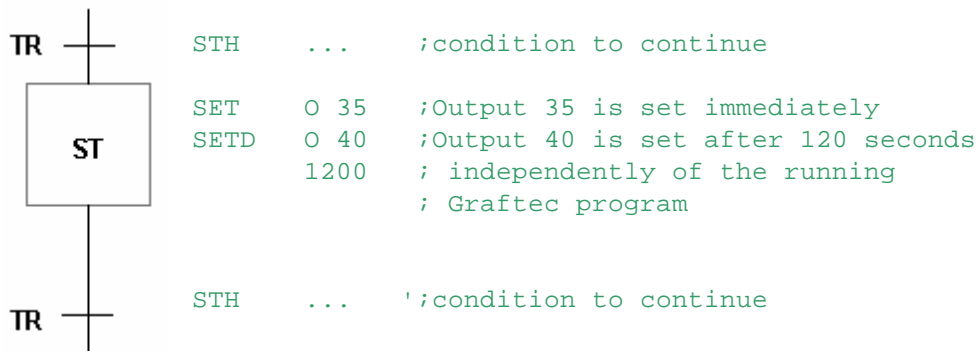 TR STH ... ;condition to continue
SET O 35 ;Output 35 is set immediately
ST SETD O 40 ;Output 40 is set after 120 seconds
1200 ; independently of the running
; Graftec program
STH ... ';condition to continue
TR